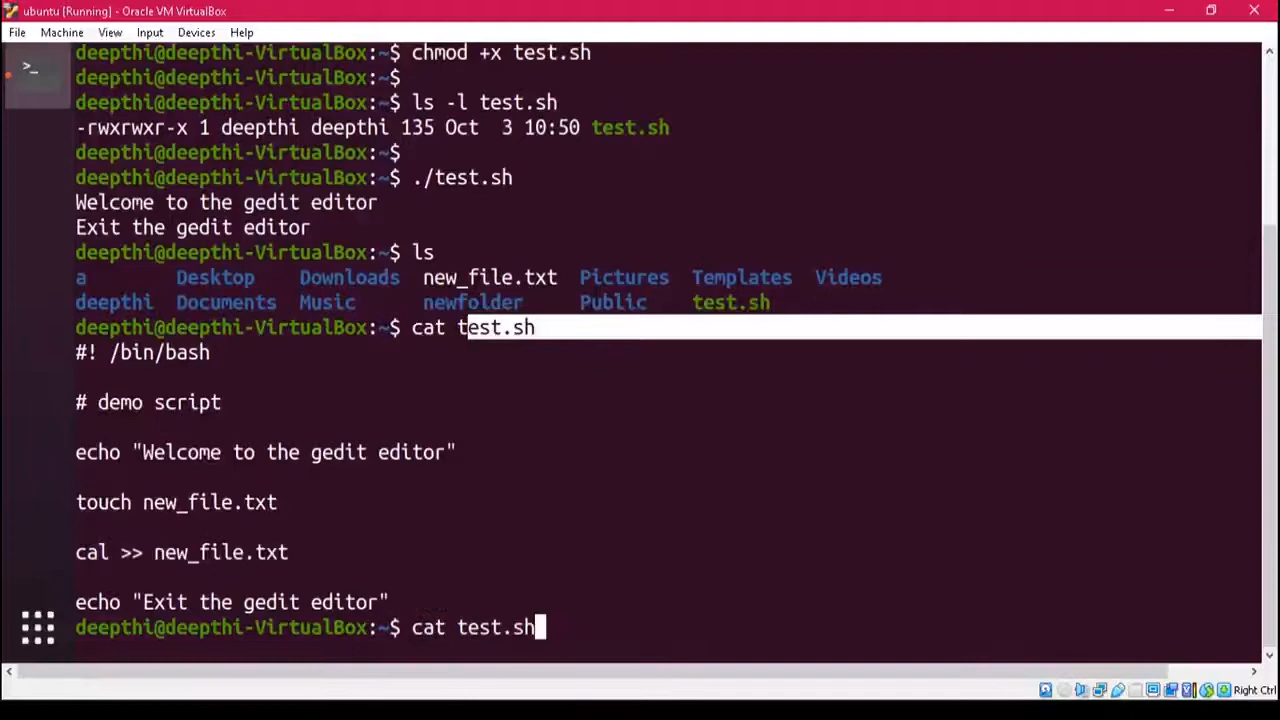 ubuntu [Running] - Oracle VM VirtualBox
File Machine View Input Devices Help
deepthi@deepthi-VirtualBox:~$ chmod +x test.sh
deepthi@deepthi-VirtualBox:~$
deepthi@deepthi-VirtualBox:~$ ls -l test.sh
-rwxrwxr-x 1 deepthi deepthi 135 Oct  3 10:50 test.sh
deepthi@deepthi-VirtualBox:~$
deepthi@deepthi-VirtualBox:~$ ./test.sh
Welcome to the gedit editor
Exit the gedit editor
deepthi@deepthi-VirtualBox:~$ ls
a Desktop Downloads new_file.txt Pictures Templates Videos
deepthi Documents Music newfolder Public test.sh
deepthi@deepthi-VirtualBox:~$ cat test.sh
#! /bin/bash
# demo script
echo "Welcome to the gedit editor"
touch new_file.txt
cal >> new_file.txt
echo "Exit the gedit editor"
deepthi@deepthi-VirtualBox:~$ cat test.sh
Right Ctrl